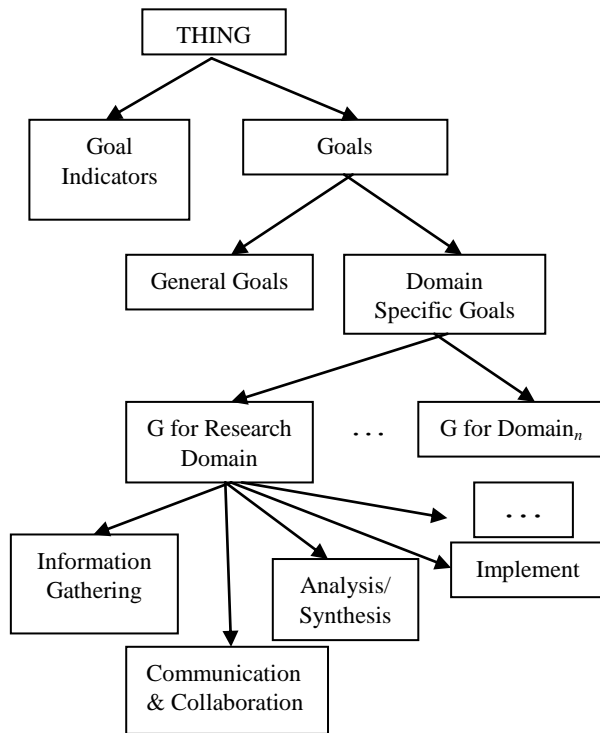 THING
Goal
Indicators
Goals
General Goals
Domain
Specific Goals
G for Research
Domain
...
G for Domainₙ
...
Information
Gathering
Analysis/
Synthesis
Implement
Communication
& Collaboration